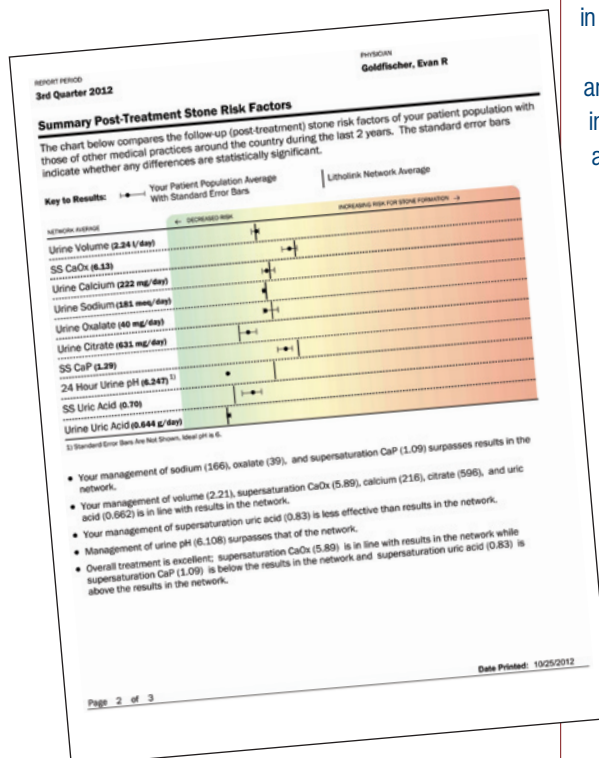 in
ar
in
a
REPORT PERIOD
3rd Quarter 2012
PHYSICIAN
Goldfischer, Evan R
Summary Post-Treatment Stone Risk Factors
The chart below compares the follow-up (post-treatment) stone risk factors of your patient population with
those of other medical practices around the country during the last 2 years. The standard error bars
indicate whether any differences are statistically significant.
Key to Results:
Your Patient Population Average
With Standard Error Bars
Litholink Network Average
NETWORK AVERAGE
← DECREASED RISK
INCREASING RISK FOR STONE FORMATION →
Urine Volume (2.24 l/day)
SS CaOx (6.13)
Urine Calcium (222 mg/day)
Urine Sodium (181 meq/day)
Urine Oxalate (40 mg/day)
Urine Citrate (631 mg/day)
SS CaP (1.29)
24 Hour Urine pH (6.247) 1)
SS Uric Acid (0.70)
Urine Uric Acid (0.644 g/day)
1) Standard Error Bars Are Not Shown. Ideal pH is 6.
• Your management of sodium (166), oxalate (39), and supersaturation CaP (1.09) surpasses results in the
network.
• Your management of volume (2.21), supersaturation CaOx (5.89), calcium (216), citrate (596), and uric
acid (0.662) is in line with results in the network.
• Your management of supersaturation uric acid (0.83) is less effective than results in the network.
• Management of urine pH (6.108) surpasses that of the network.
• Overall treatment is excellent; supersaturation CaOx (5.89) is in line with results in the network while
supersaturation CaP (1.09) is below the results in the network and supersaturation uric acid (0.83) is
above the results in the network.
Page 2 of 3
Date Printed: 10/25/2012